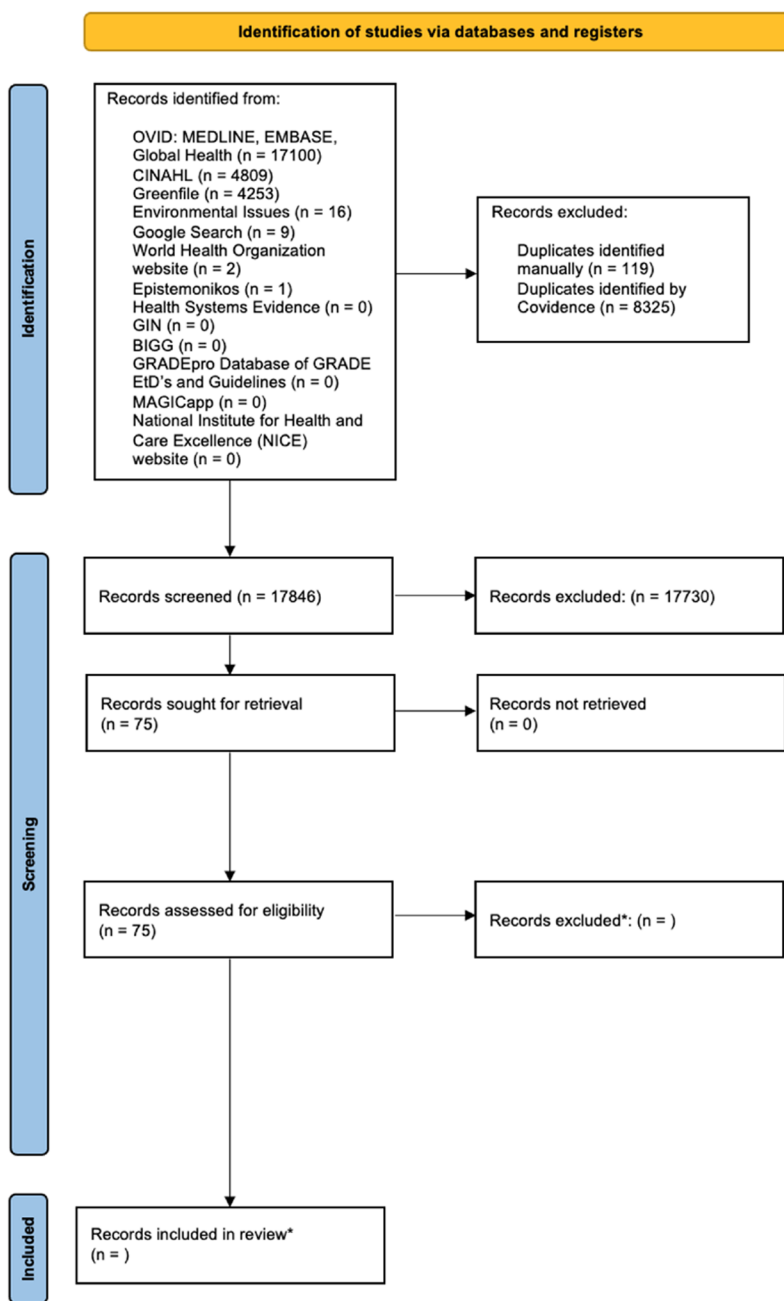 Identification of studies via databases and registers
Identification
Records identified from:
OVID: MEDLINE, EMBASE,
Global Health (n = 17100)
CINAHL (n = 4809)
Greenfile (n = 4253)
Environmental Issues (n = 16)
Google Search (n = 9)
World Health Organization
website (n = 2)
Epistemonikos (n = 1)
Health Systems Evidence (n = 0)
GIN (n = 0)
BIGG (n = 0)
GRADEpro Database of GRADE
EtD's and Guidelines (n = 0)
MAGICapp (n = 0)
National Institute for Health and
Care Excellence (NICE)
website (n = 0)
Records excluded:
Duplicates identified
manually (n = 119)
Duplicates identified by
Covidence (n = 8325)
Screening
Records screened (n = 17846)
Records excluded: (n = 17730)
Records sought for retrieval
(n = 75)
Records not retrieved
(n = 0)
Records assessed for eligibility
(n = 75)
Records excluded*: (n = )
Included
Records included in review*
(n = )